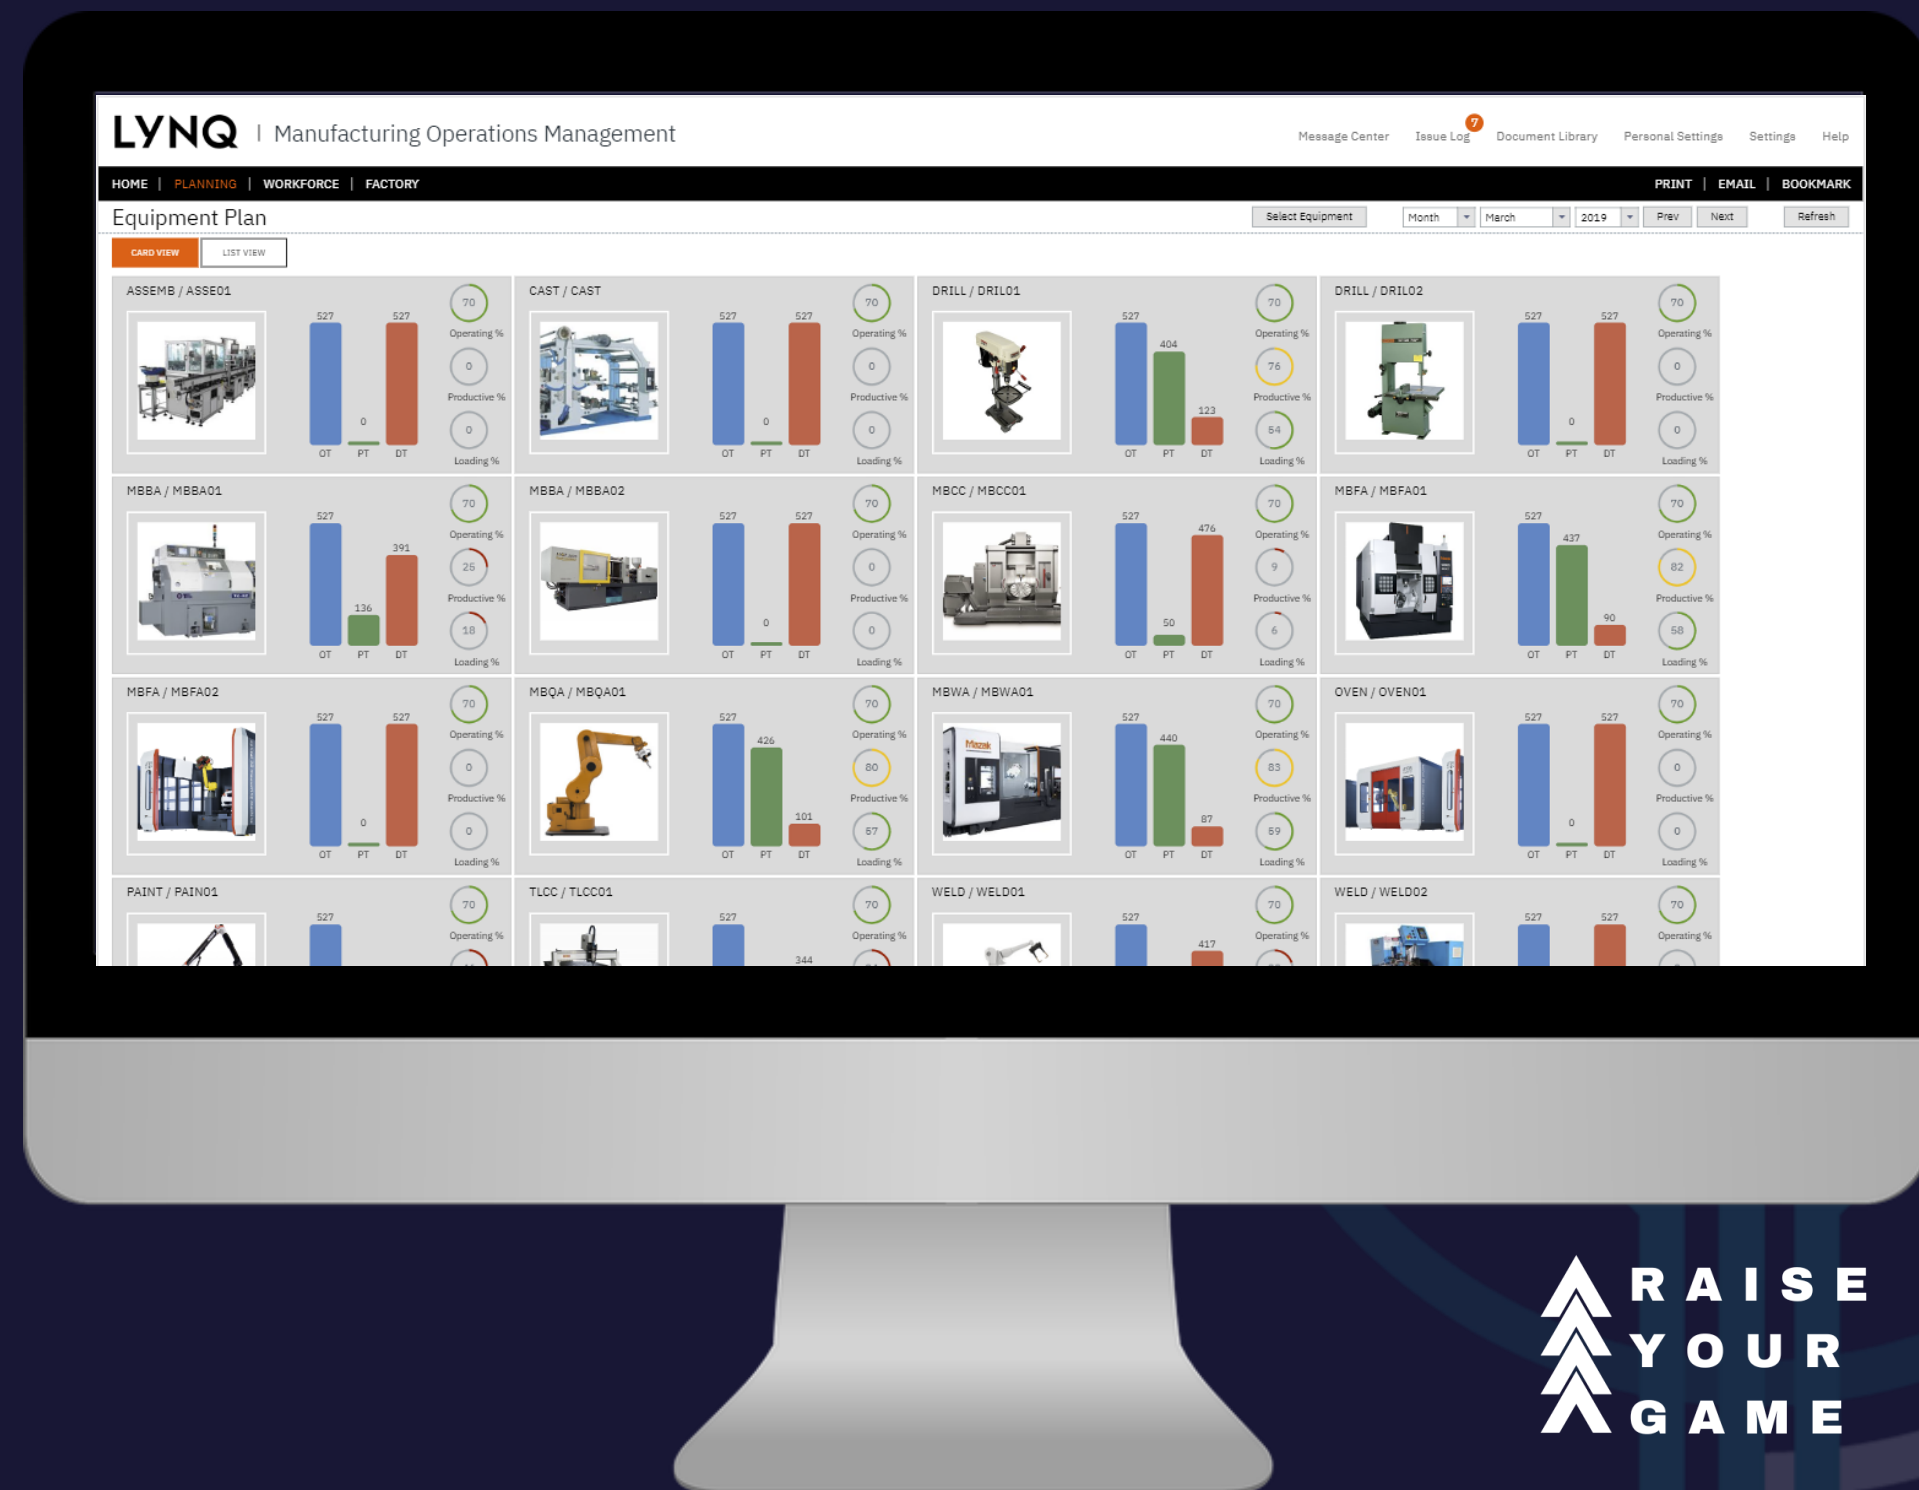 LYNQ | Manufacturing Operations Management
Message Center Issue Log 7 Document Library Personal Settings Settings Help
HOME | PLANNING | WORKFORCE | FACTORY PRINT | EMAIL | BOOKMARK
Equipment Plan Select Equipment Month March 2019 Prev Next Refresh
CARD VIEW LIST VIEW
ASSEMB / ASSE01
527 0 527
OT PT DT
70
Operating %
0
Productive %
0
Loading %
CAST / CAST
527 0 527
OT PT DT
70
Operating %
0
Productive %
0
Loading %
DRILL / DRIL01
527 404 123
OT PT DT
70
Operating %
76
Productive %
54
Loading %
DRILL / DRIL02
527 0 527
OT PT DT
70
Operating %
0
Productive %
0
Loading %
MBBA / MBBA01
527 136 391
OT PT DT
70
Operating %
25
Productive %
18
Loading %
MBBA / MBBA02
527 0 527
OT PT DT
70
Operating %
0
Productive %
0
Loading %
MBCC / MBCC01
527 50 476
OT PT DT
70
Operating %
9
Productive %
6
Loading %
MBFA / MBFA01
527 437 90
OT PT DT
70
Operating %
82
Productive %
58
Loading %
MBFA / MBFA02
527 0 527
OT PT DT
70
Operating %
0
Productive %
0
Loading %
MBQA / MBQA01
527 426 101
OT PT DT
70
Operating %
80
Productive %
57
Loading %
MBWA / MBWA01
Mazak
527 440 87
OT PT DT
70
Operating %
83
Productive %
59
Loading %
OVEN / OVEN01
527 0 527
OT PT DT
70
Operating %
0
Productive %
0
Loading %
PAINT / PAIN01
527
70
Operating %
TLCC / TLCC01
527 344
70
Operating %
WELD / WELD01
527 417
70
Operating %
WELD / WELD02
527 527
70
Operating %
RAISE
YOUR
GAME